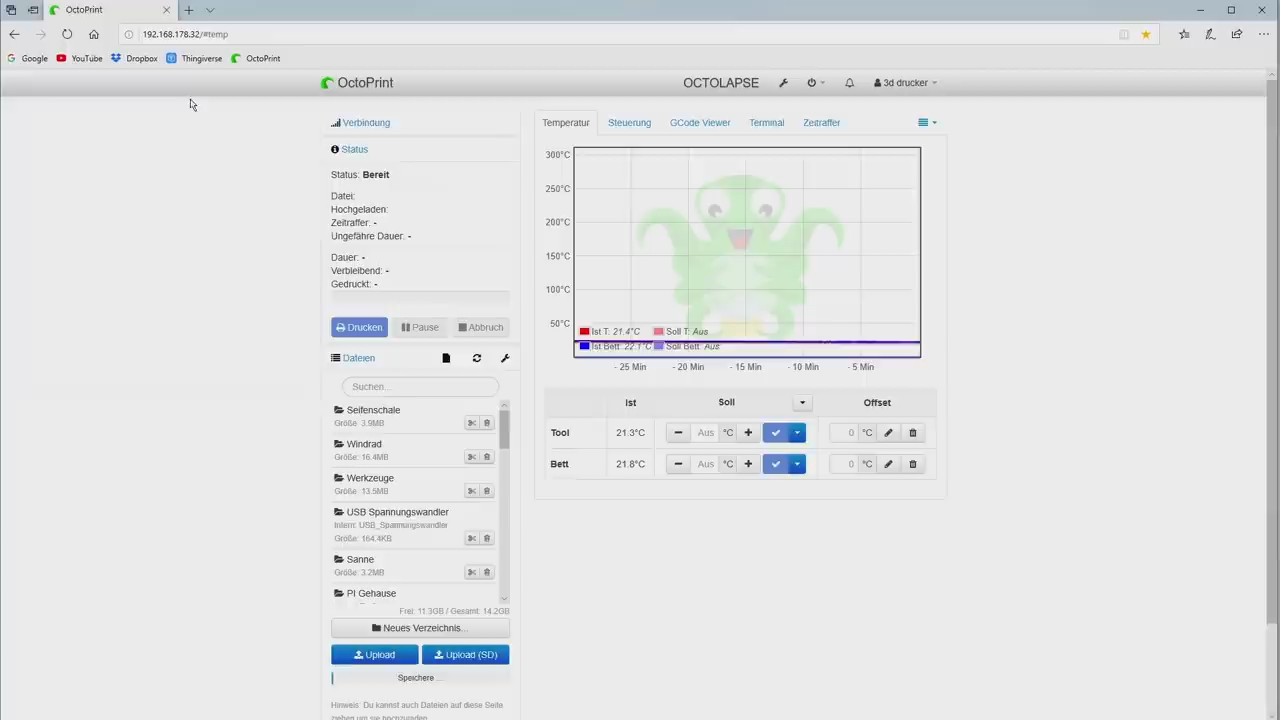 OctoPrint
192.168.178.32/#temp
Google YouTube Dropbox Thingiverse OctoPrint
OctoPrint OCTOLAPSE 3d drucker
Verbindung
Status
Status: Bereit
Datei:
Hochgeladen:
Zeitraffer: -
Ungefähre Dauer: -
Dauer: -
Verbleibend: -
Gedruckt: -
Drucken Pause Abbruch
Dateien
Suchen...
Seifenschale
Größe: 3.9MB
Windrad
Größe: 16.4MB
Werkzeuge
Größe: 13.5MB
USB Spannungswandler
Intern: USB_Spannungswandler
Größe: 164.4KB
Sanne
Größe: 3.2MB
PI Gehause
Frei: 11.3GB / Gesamt: 14.2GB
Neues Verzeichnis...
Upload Upload (SD)
Speichere ...
Hinweis: Du kannst auch Dateien auf diese Seite
ziehen um sie hochzuladen.
Temperatur Steuerung GCode Viewer Terminal Zeitraffer
300°C
250°C
200°C
150°C
100°C
50°C
Ist T: 21.4°C Soll T: Aus
Ist Bett: 22.1°C Soll Bett: Aus
- 25 Min - 20 Min - 15 Min - 10 Min - 5 Min
Ist Soll Offset
Tool 21.3°C Aus °C 0 °C
Bett 21.8°C Aus °C 0 °C